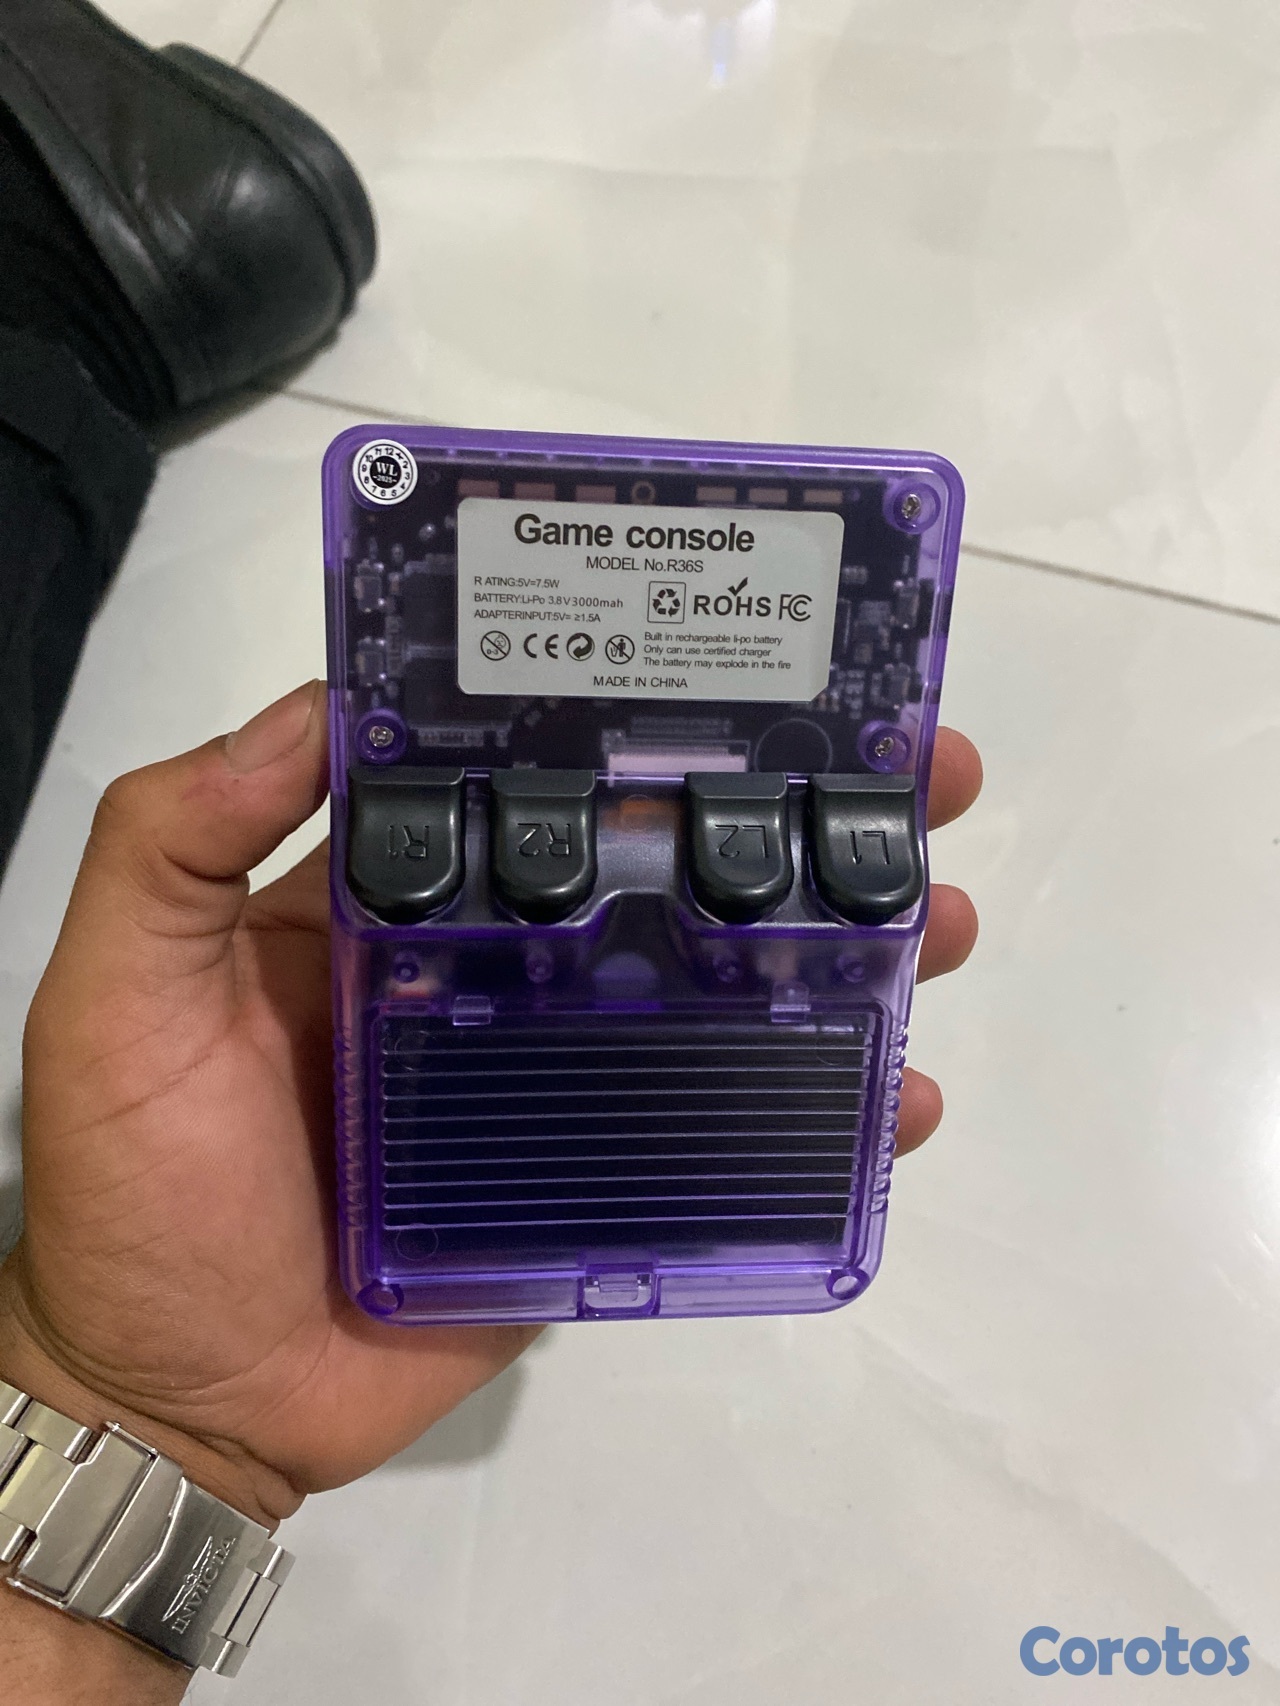 12
WL
-2025-
Game console
MODEL No.R36S
R ATING:5V=7.5W
BATTERY:Li-Po 3.8V3000mah
ADAPTERINPUT:5V= ≥1.5A
ROHS FC
CE
Built in rechargeable li-po battery
Only can use certified charger
The battery may explode in the fire
MADE IN CHINA
R1
R2
L2
L1
INVICTA
Corotos